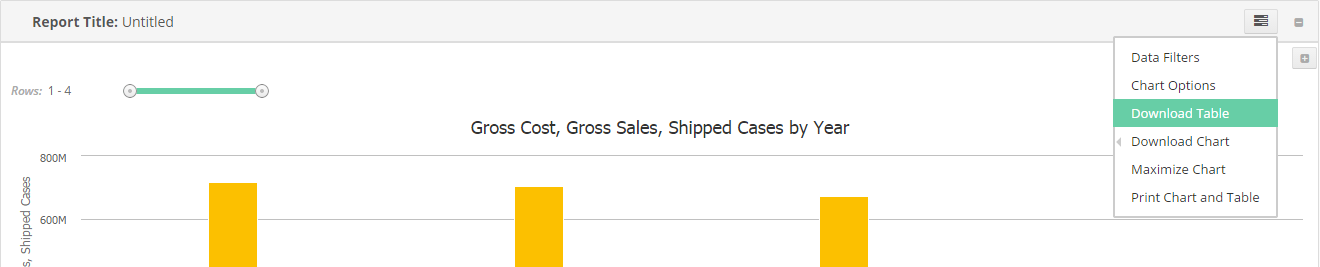 Report Title: Untitled
Data Filters
Chart Options
Download Table
Download Chart
Maximize Chart
Print Chart and Table
Rows: 1 - 4
Gross Cost, Gross Sales, Shipped Cases by Year
800M
600M
s, Shipped Cases